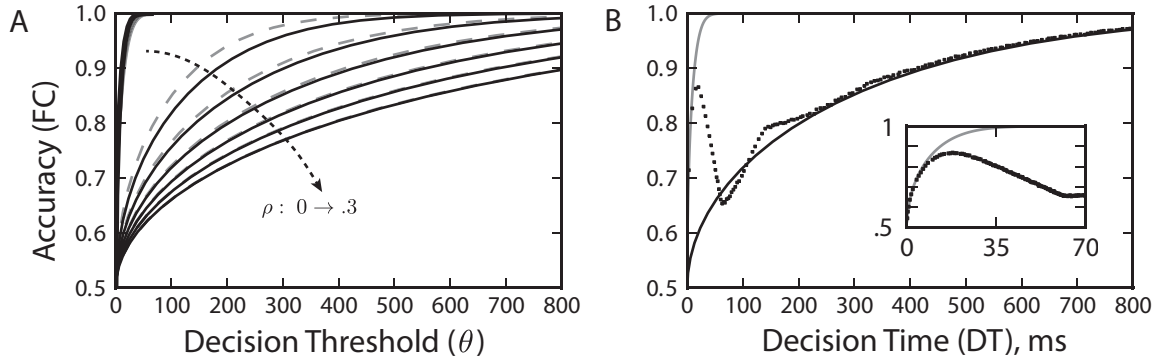 A
Accuracy (FC)
1.0
0.9
0.8
0.7
0.6
0.5
ρ : 0 → .3
0 100 200 300 400 500 600 700 800
Decision Threshold (θ)
B
1.0
0.9
0.8
0.7
0.6
0.5
1
.5
0 35 70
0 100 200 300 400 500 600 700 800
Decision Time (DT), ms